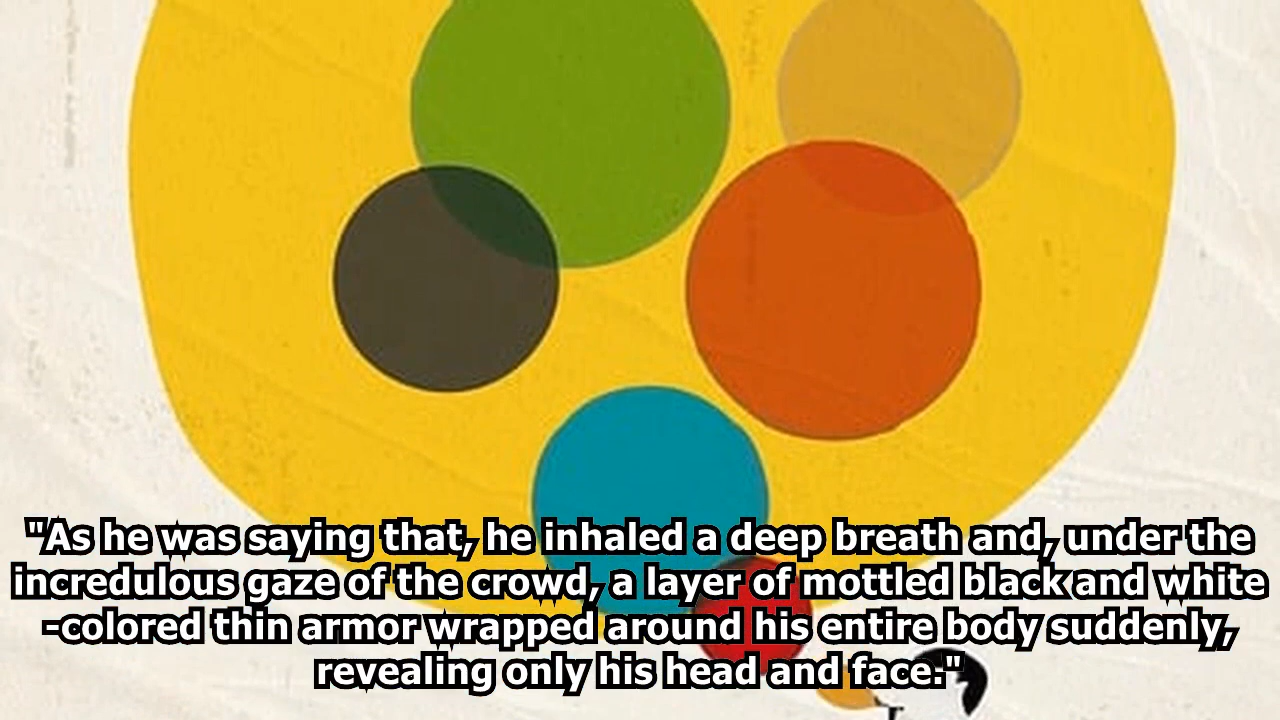 "As he was saying that, he inhaled a deep breath and, under the
incredulous gaze of the crowd, a layer of mottled black and white
-colored thin armor wrapped around his entire body suddenly,
revealing only his head and face."